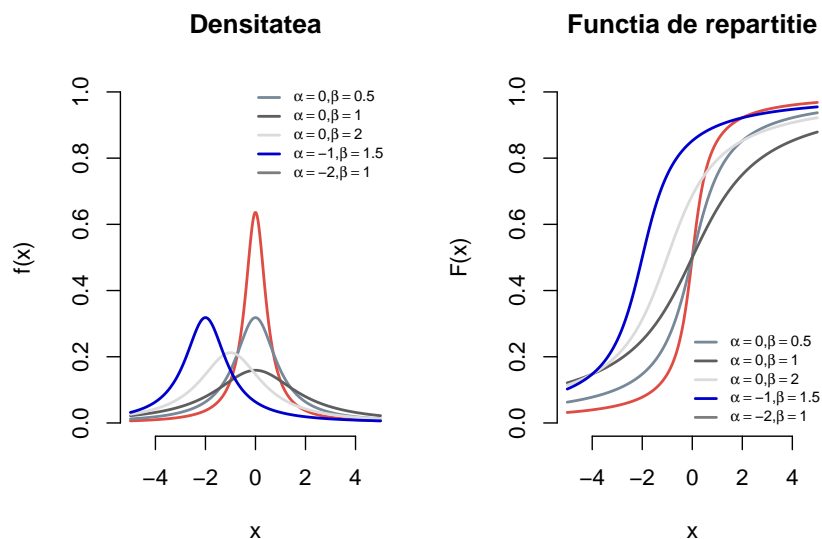 Densitatea
α = 0,β = 0.5
α = 0,β = 1
α = 0,β = 2
α = −1,β = 1.5
α = −2,β = 1
f(x)
0.0 0.2 0.4 0.6 0.8 1.0
−4 −2 0 2 4
x
Functia de repartitie
F(x)
0.0 0.2 0.4 0.6 0.8 1.0
α = 0,β = 0.5
α = 0,β = 1
α = 0,β = 2
α = −1,β = 1.5
α = −2,β = 1
−4 −2 0 2 4
x